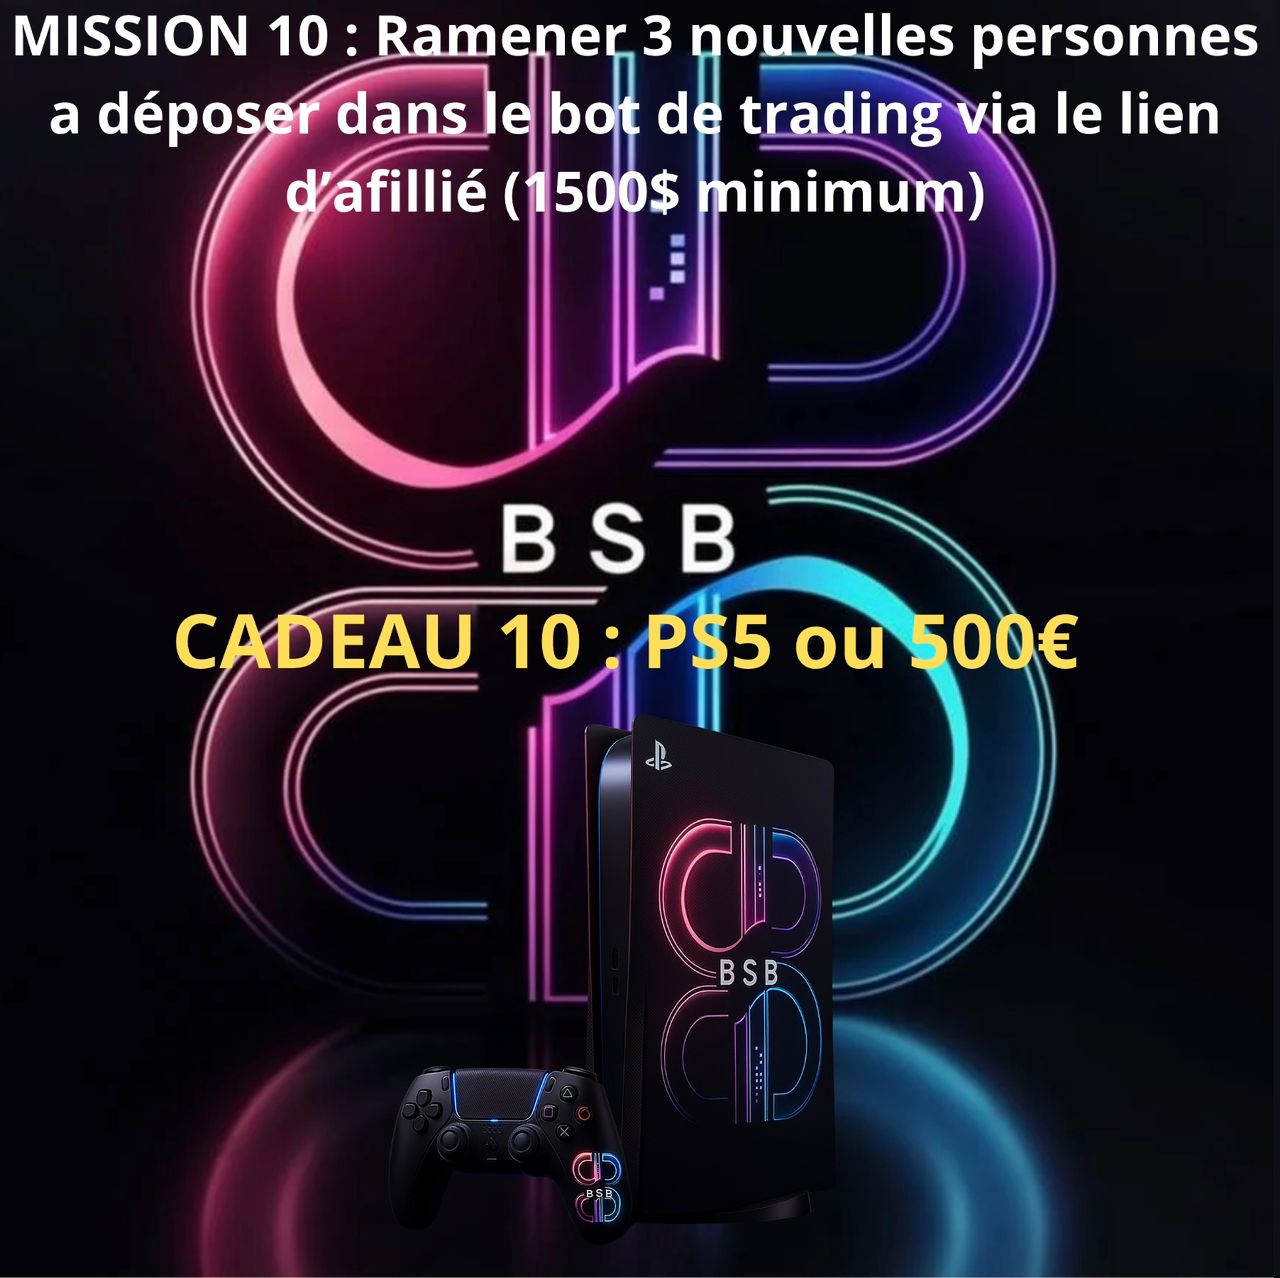 MISSION 10 : Ramener 3 nouvelles personnes
a déposer dans le bot de trading via le lien
d’afillié (1500$ minimum)
BSB
CADEAU 10 : PS5 ou 500€
BSB
BSB